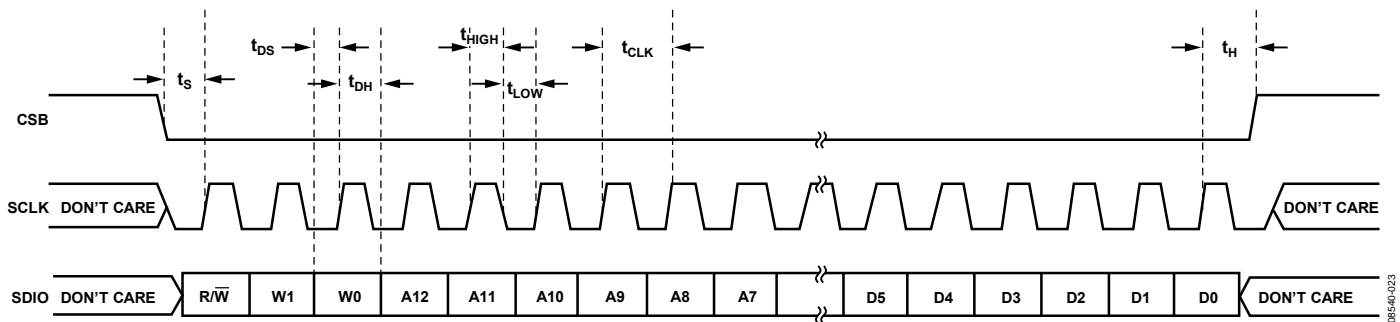 tDS
tHIGH
tCLK
tH
tS
tDH
tLOW
CSB
SCLK DON'T CARE DON'T CARE
SDIO DON'T CARE R/W̅ W1 W0 A12 A11 A10 A9 A8 A7 D5 D4 D3 D2 D1 D0 DON'T CARE
08540-023